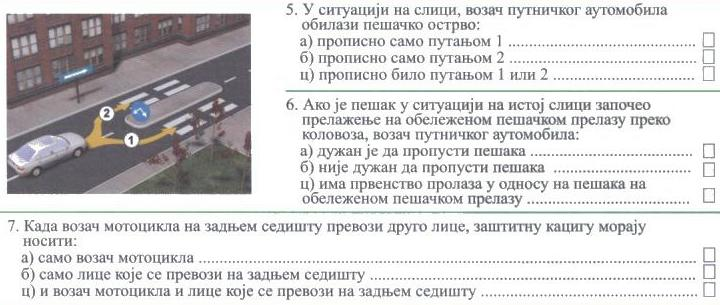 2
1
5. У ситуацији на слици, возач путничког аутомобила
обилази пешачко острво:
а) прописно само путањом 1
б) прописно само путањом 2
ц) прописно било путањом 1 или 2
6. Ако је пешак у ситуацији на истој слици започео
прелажење на обележеном пешачком прелазу преко
коловоза, возач путничког аутомобила:
а) дужан је да пропусти пешака
б) није дужан да пропусти пешака
ц) има првенство пролаза у односу на пешака на
обележеном пешачком прелазу
7. Када возач мотоцикла на задњем седишту превози друго лице, заштитну кацигу морају
носити:
а) само возач мотоцикла
б) само лице које се превози на задњем седишту
ц) и возач мотоцикла и лице које се превози на задњем седишту